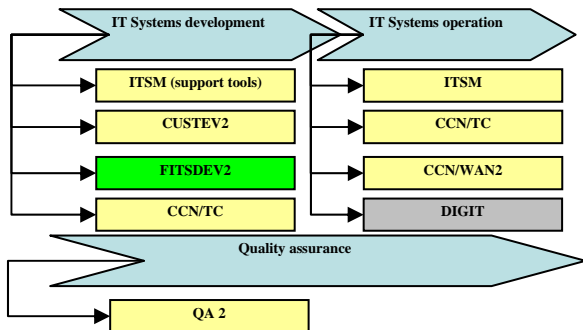 IT Systems development
IT Systems operation
ITSM (support tools)
ITSM
CUSTEV2
CCN/TC
FITSDEV2
CCN/WAN2
CCN/TC
DIGIT
Quality assurance
QA 2